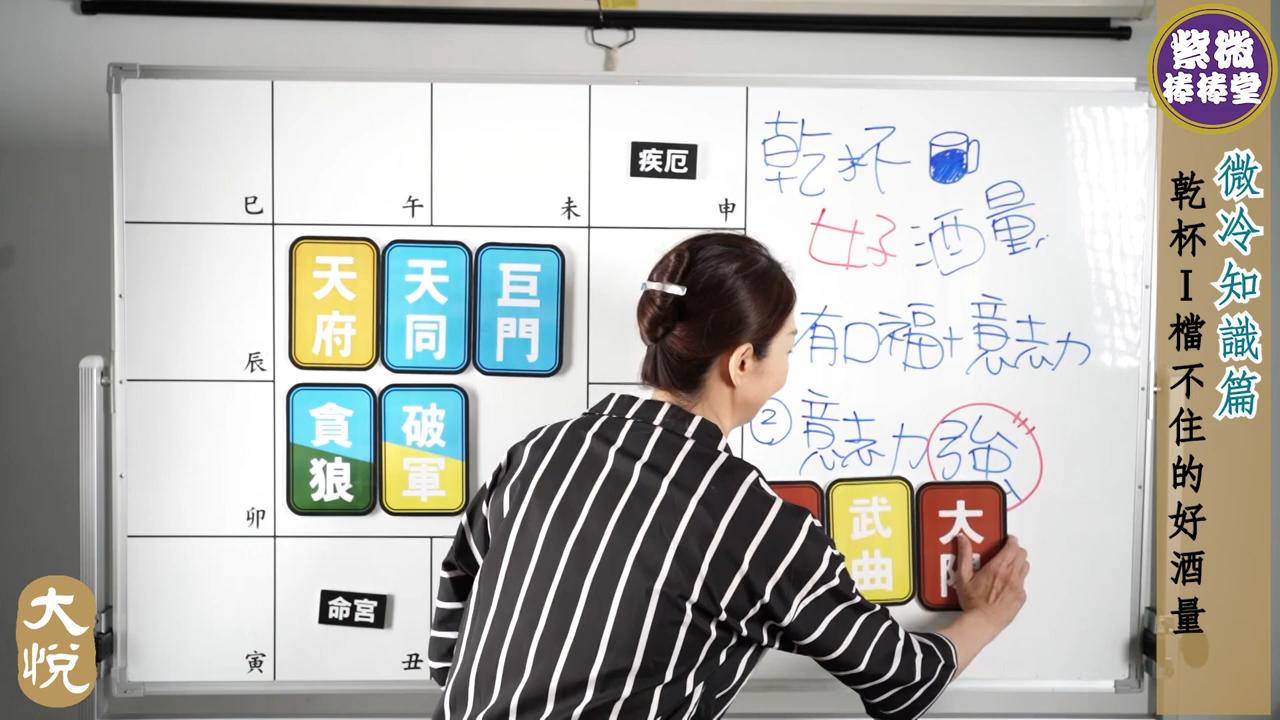 紫微
棒棒堂
微冷知識篇
乾杯I檔不住的好酒量
大悅
巳
午
未
申
疾厄
辰
卯
寅
丑
命宮
天府
天同
巨門
貪狼
破軍
乾杯
好酒量
有口福+意志力
② 意志力強
武曲